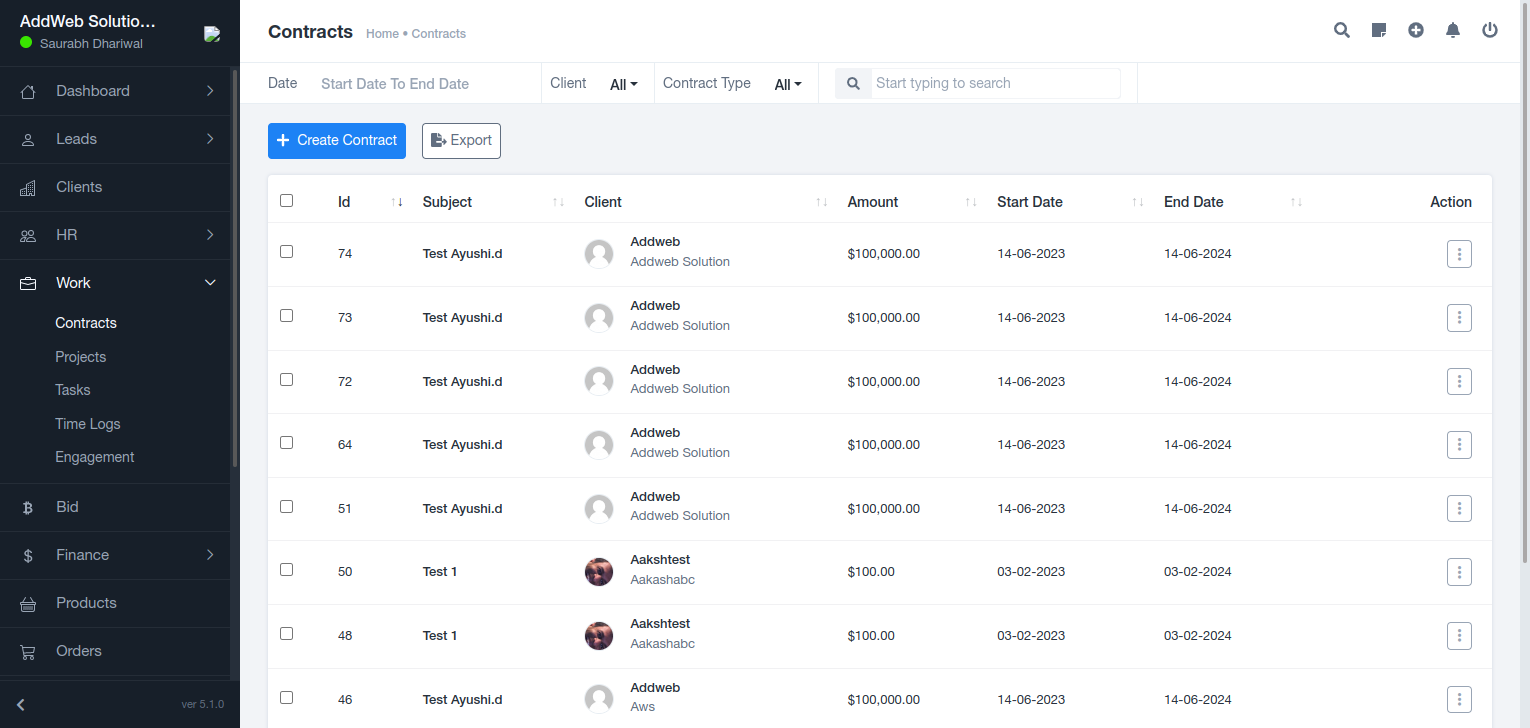 AddWeb Solutio...
Saurabh Dhariwal
Dashboard
Leads
Clients
HR
Work
Contracts
Projects
Tasks
Time Logs
Engagement
Bid
Finance
Products
Orders
ver 5.1.0
Contracts Home • Contracts
Date Start Date To End Date Client All Contract Type All Start typing to search
Create Contract Export
Id Subject Client Amount Start Date End Date Action
74 Test Ayushi.d Addweb $100,000.00 14-06-2023 14-06-2024
Addweb Solution
73 Test Ayushi.d Addweb $100,000.00 14-06-2023 14-06-2024
Addweb Solution
72 Test Ayushi.d Addweb $100,000.00 14-06-2023 14-06-2024
Addweb Solution
64 Test Ayushi.d Addweb $100,000.00 14-06-2023 14-06-2024
Addweb Solution
51 Test Ayushi.d Addweb $100,000.00 14-06-2023 14-06-2024
Addweb Solution
50 Test 1 Aakshtest $100.00 03-02-2023 03-02-2024
Aakashabc
48 Test 1 Aakshtest $100.00 03-02-2023 03-02-2024
Aakashabc
46 Test Ayushi.d Addweb $100,000.00 14-06-2023 14-06-2024
Aws